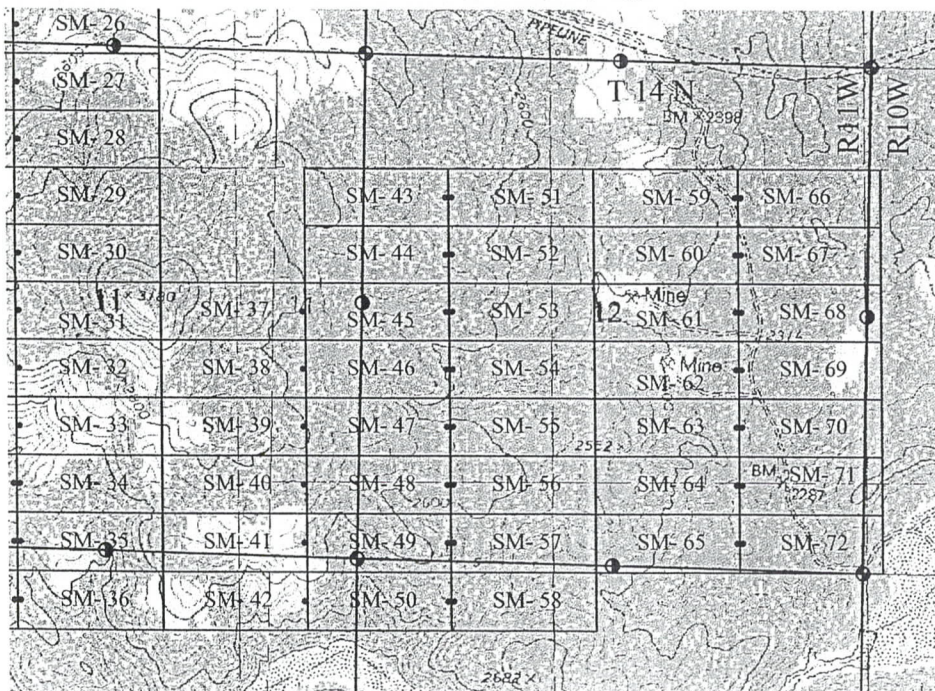 SM- 26
PIPELINE
SM- 27
T 14 N
BM × 2398
R11W
R10W
SM- 28
SM- 29 SM- 43 SM- 51 SM- 59 SM- 66
SM- 30 SM- 44 SM- 52 SM- 60 SM- 67
11 × 3180 12 Mine
SM- 31 SM- 37 SM- 45 SM- 53 SM- 61 SM- 68
2314
SM- 32 SM- 38 SM- 46 SM- 54 Mine SM- 69
SM- 62
SM- 33 SM- 39 SM- 47 SM- 55 SM- 63 SM- 70
2552
SM- 34 SM- 40 SM- 48 SM- 56 SM- 64 BM SM- 71
2600 2287
SM- 35 SM- 41 SM- 49 SM- 57 SM- 65 SM- 72
SM- 36 SM- 42 SM- 50 SM- 58
2682 ×